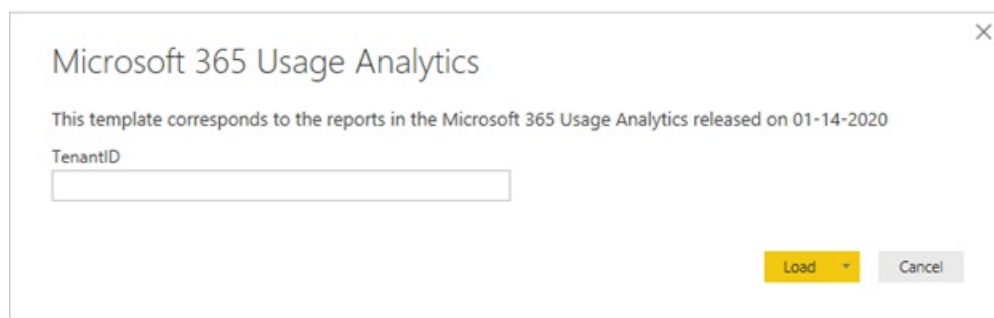 Microsoft 365 Usage Analytics
This template corresponds to the reports in the Microsoft 365 Usage Analytics released on 01-14-2020
TenantID
Load Cancel